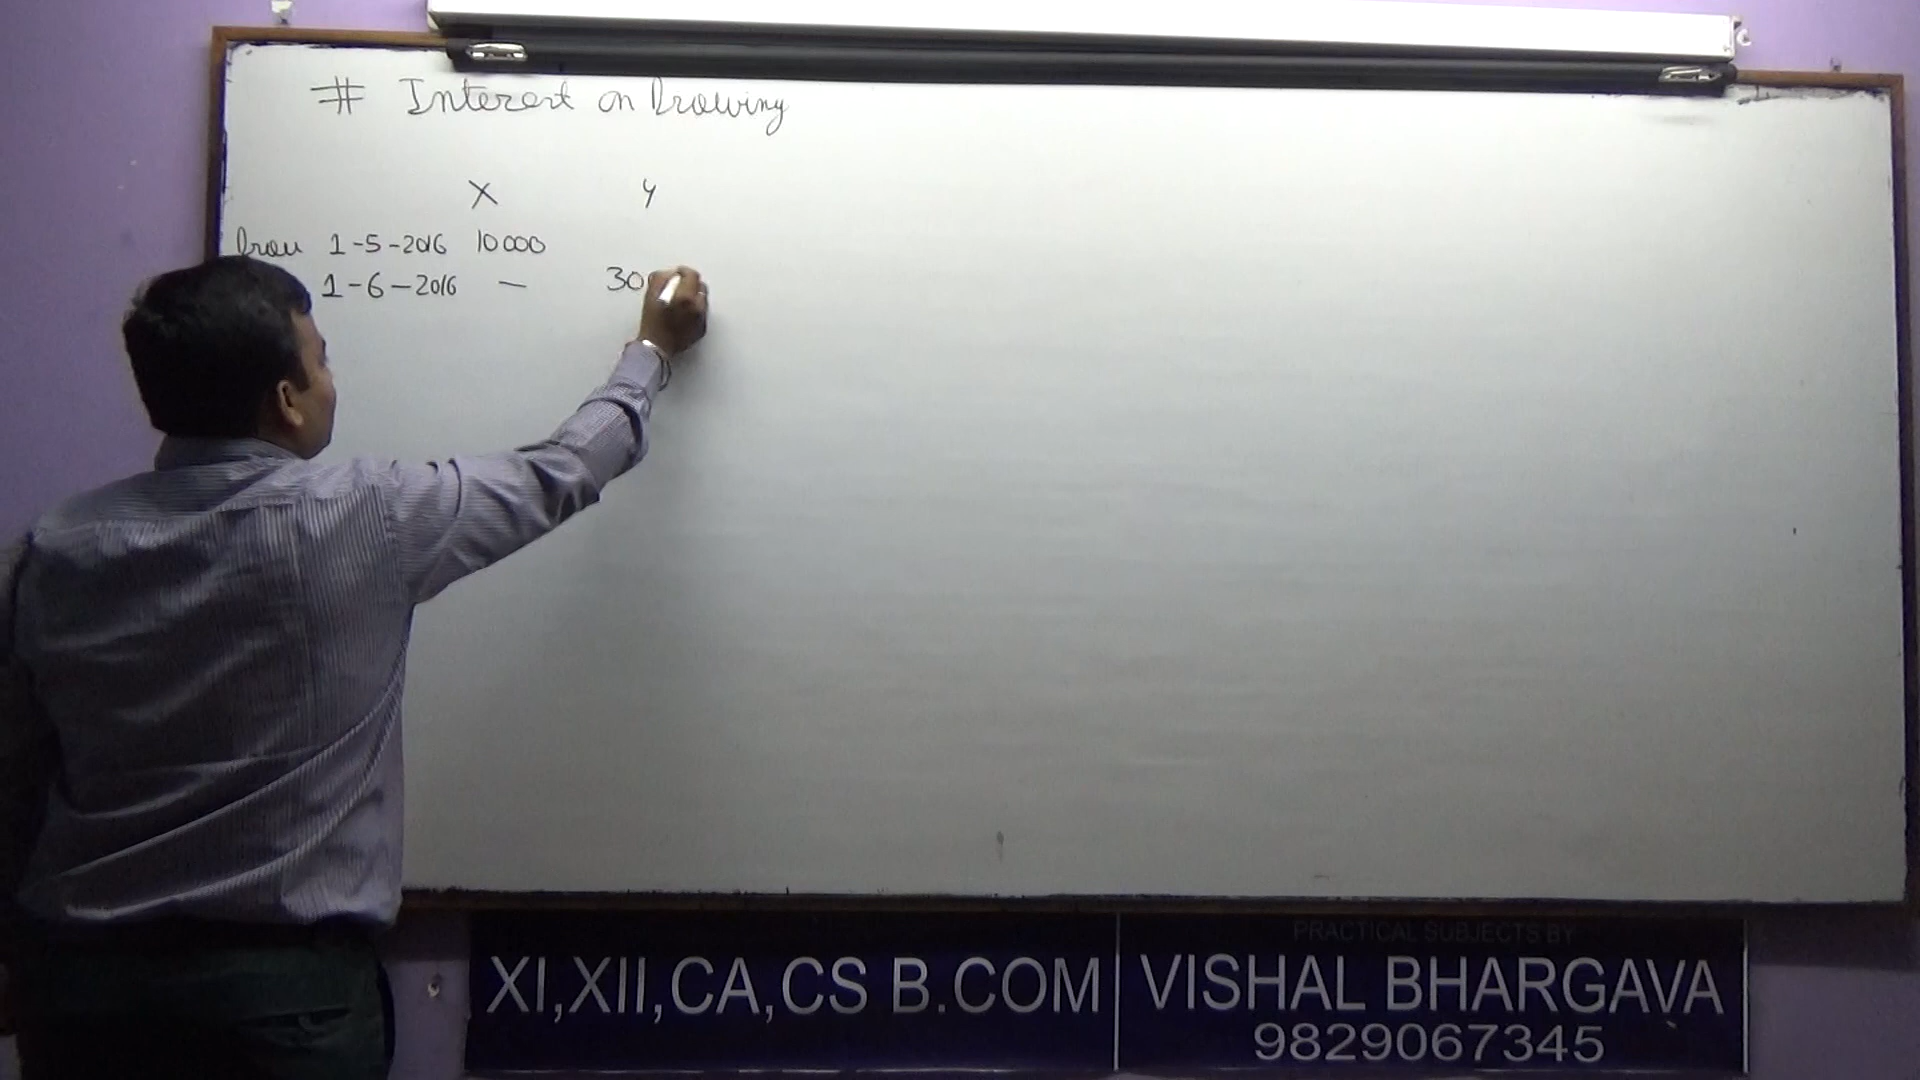 # Interest on Drawing
X Y
Draw 1-5-2016 10000
1-6-2016 — 30
PRACTICAL SUBJECTS BY
XI,XII,CA,CS B.COM VISHAL BHARGAVA
9829067345